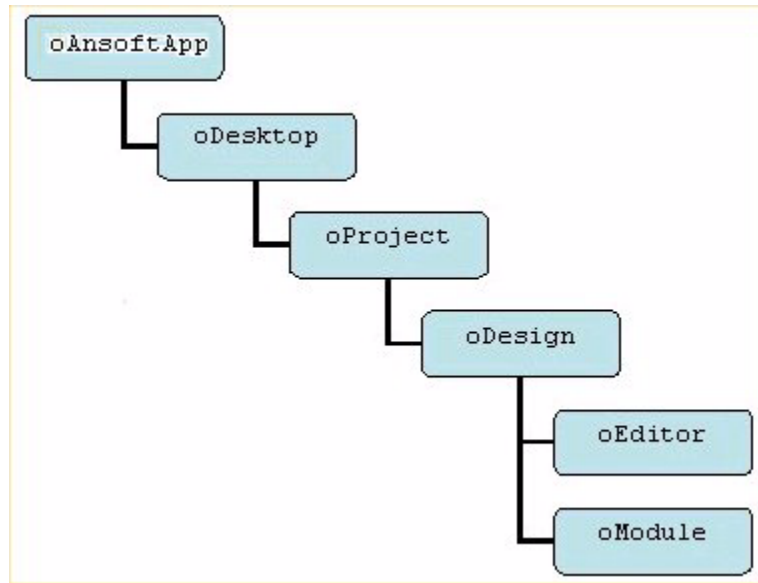 oAnsoftApp
oDesktop
oProject
oDesign
oEditor
oModule